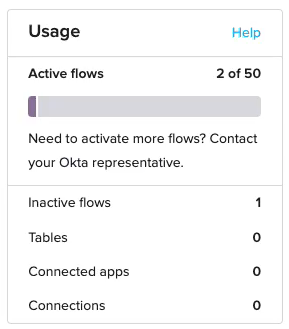 Usage Help
Active flows 2 of 50
Need to activate more flows? Contact
your Okta representative.
Inactive flows 1
Tables 0
Connected apps 0
Connections 0